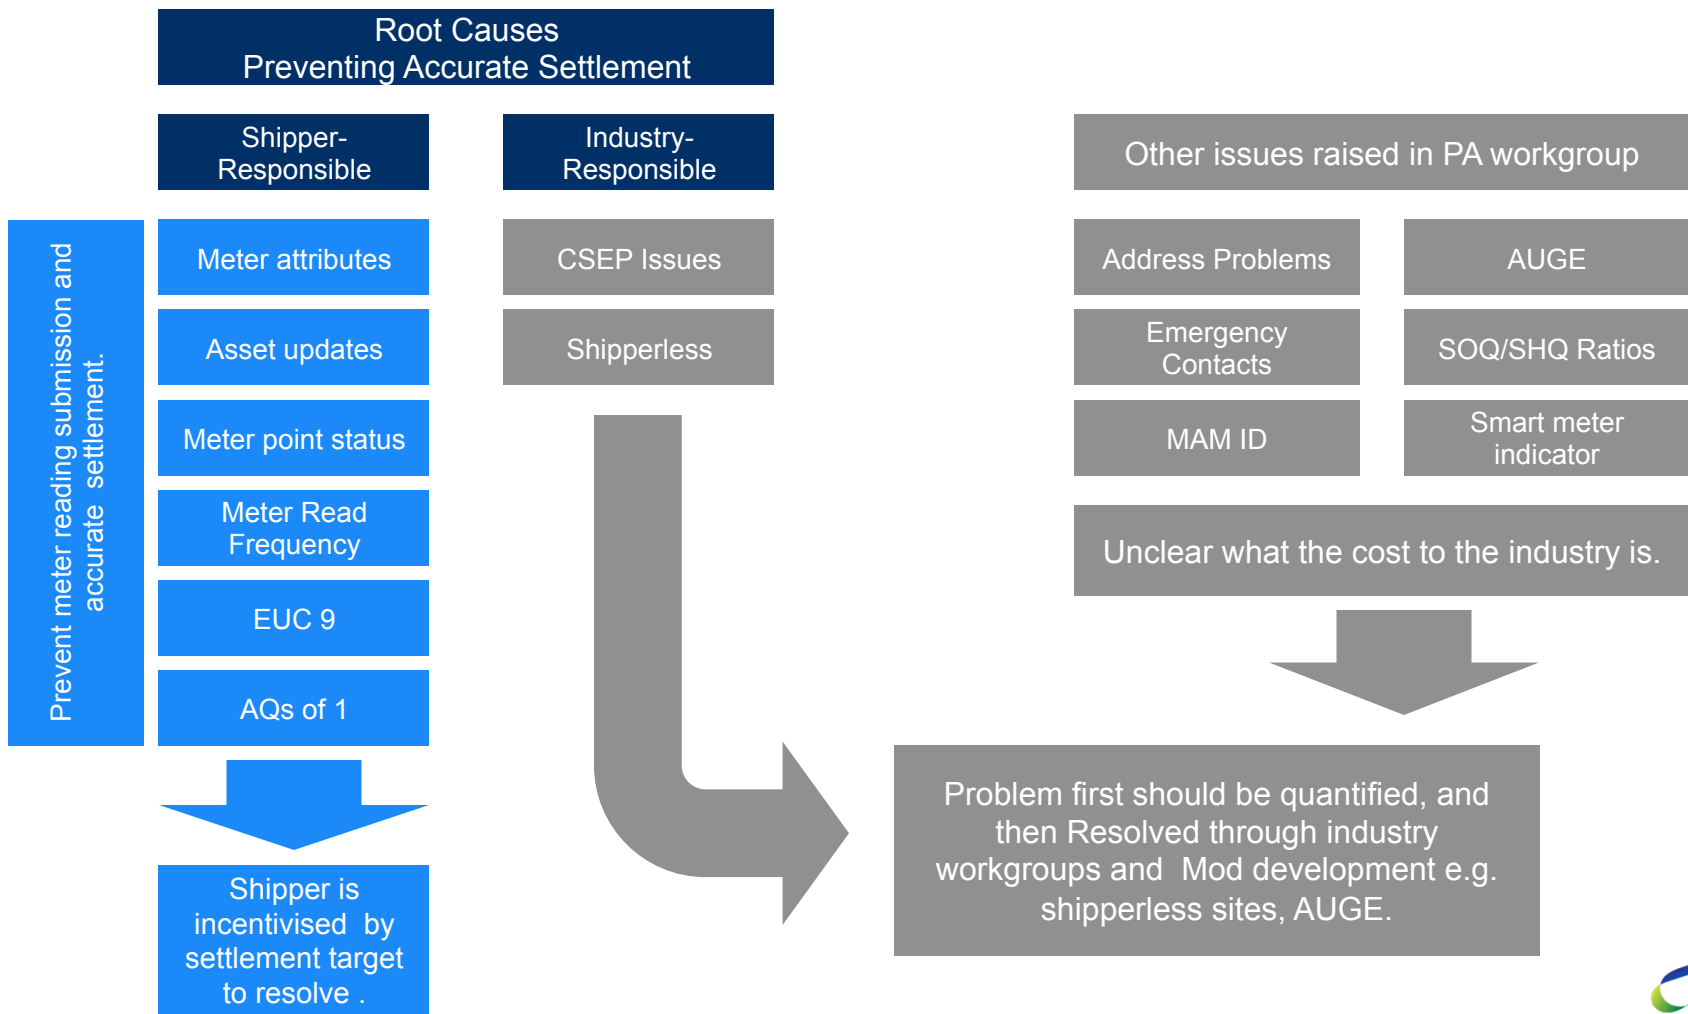 Root Causes
Preventing Accurate Settlement
Shipper-
Responsible
Industry-
Responsible
Other issues raised in PA workgroup
Prevent meter reading submission and
accurate  settlement.
Meter attributes
Asset updates
Meter point status
Meter Read
Frequency
EUC 9
AQs of 1
Shipper is
incentivised  by
settlement target
to resolve .
CSEP Issues
Shipperless
Address Problems
AUGE
Emergency
Contacts
SOQ/SHQ Ratios
MAM ID
Smart meter
indicator
Unclear what the cost to the industry is.
Problem first should be quantified, and
then Resolved through industry
workgroups and  Mod development e.g.
shipperless sites, AUGE.